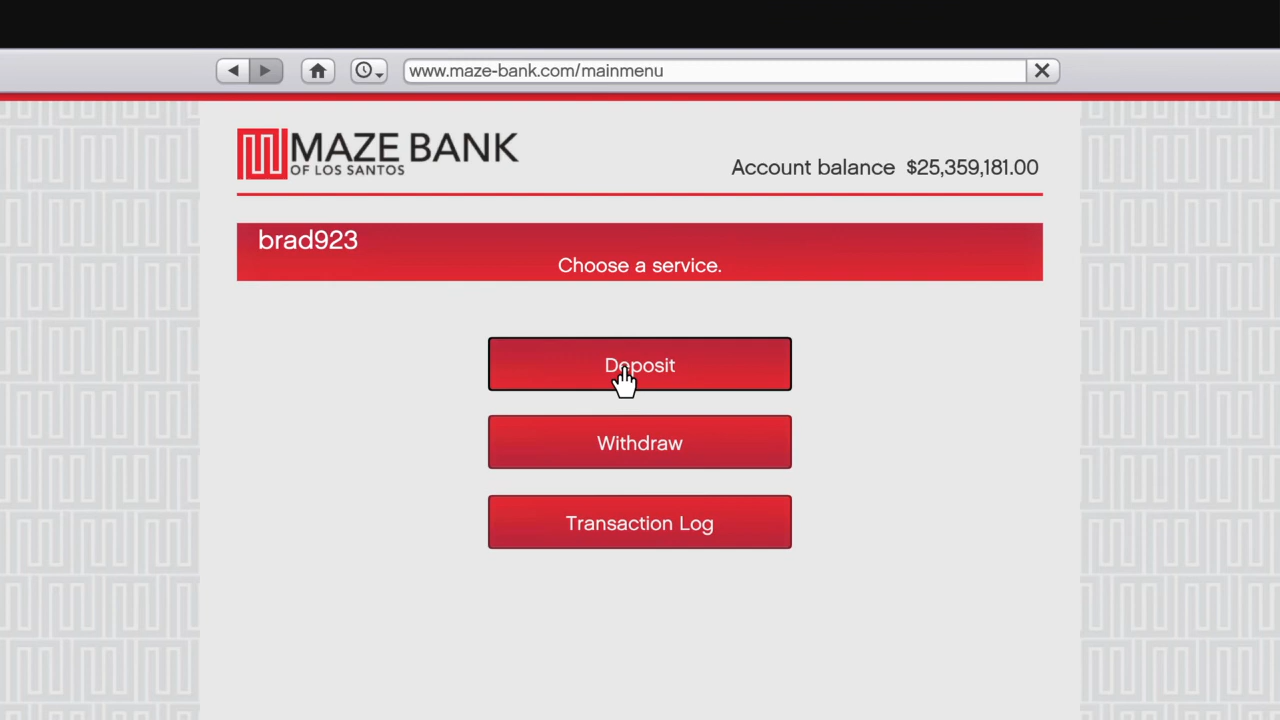 www.maze-bank.com/mainmenu
MAZE BANK
OF LOS SANTOS
Account balance $25,359,181.00
brad923
Choose a service.
Deposit
Withdraw
Transaction Log